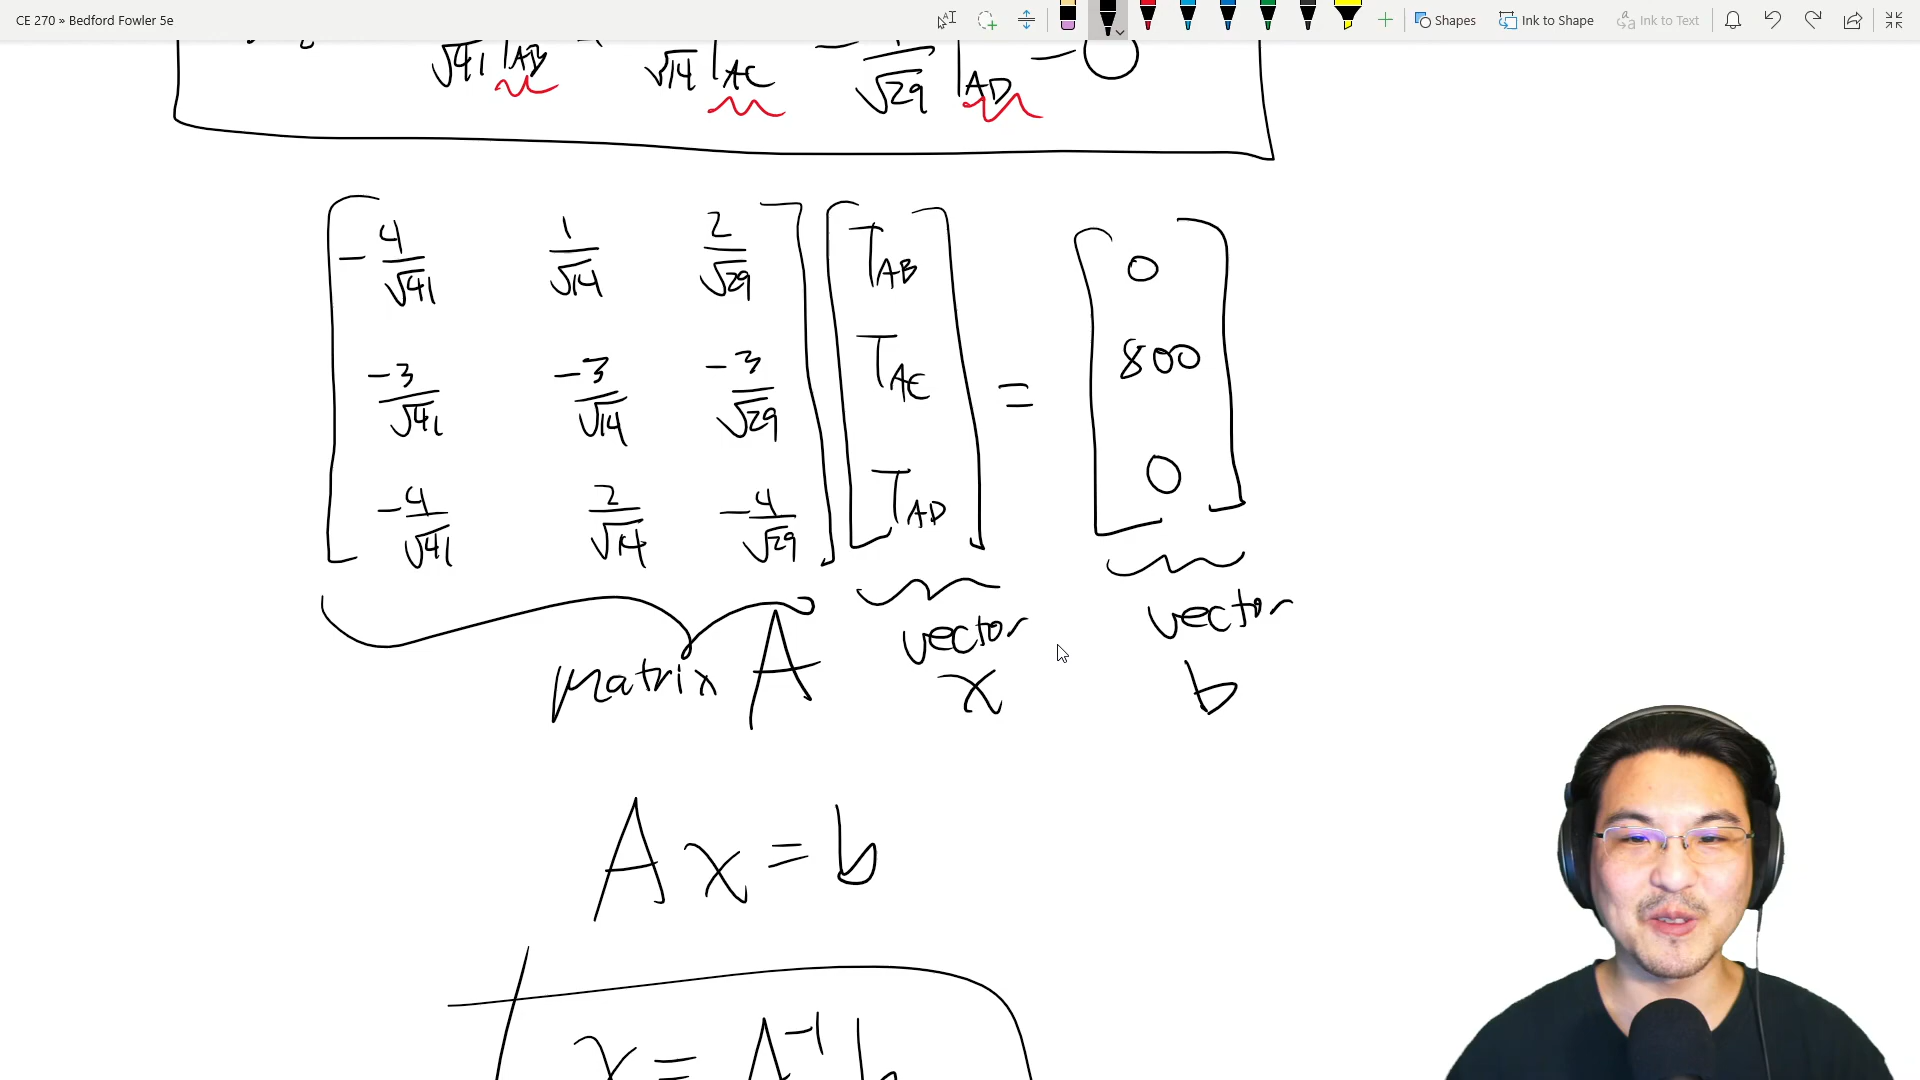 CE 270 » Bedford Fowler 5e
Shapes Ink to Shape Ink to Text
√41 T_AB √14 T_AC − 1/√29 T_AD = 0
[ -4/√41 1/√14 2/√29 ] [ T_AB ] [ 0 ]
[ -3/√41 -3/√14 -3/√29 ] [ T_AC ] = [ 800 ]
[ -4/√41 2/√14 -4/√29 ] [ T_AD ] [ 0 ]
matrix A vector x vector b
A x = b
x = A⁻¹ b